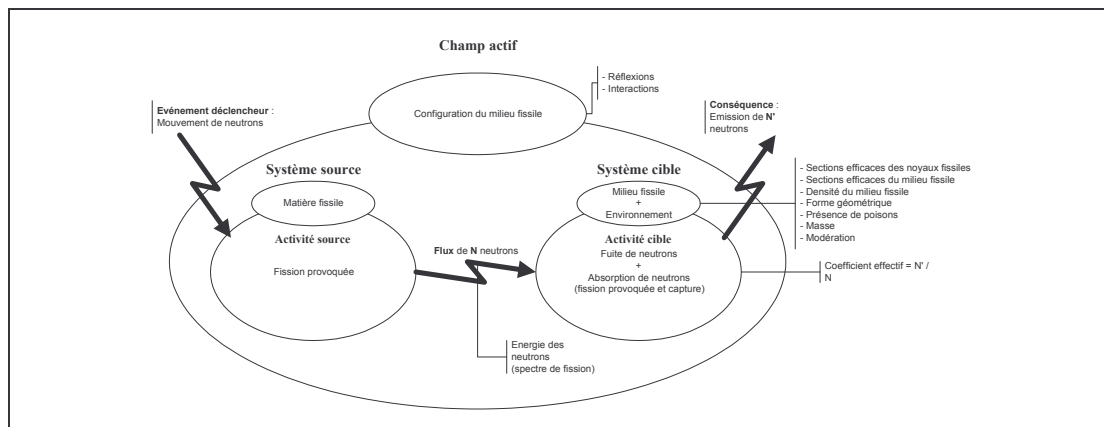 Champ actif
- Réflexions
- Interactions
Configuration du milieu fissile
Evénement déclencheur :
Mouvement de neutrons
Conséquence :
Emission de N'
neutrons
Système source
Système cible
Matière fissile
Milieu fissile
+
Environnement
- Sections efficaces des noyaux fissiles
- Sections efficaces du milieu fissile
- Densité du milieu fissile
- Forme géométrique
- Présence de poisons
- Masse
- Modération
Activité source
Fission provoquée
Flux de N neutrons
Activité cible
Fuite de neutrons
+
Absorption de neutrons
(fission provoquée et capture)
Coefficient effectif = N' /
N
Energie des
neutrons
(spectre de fission)